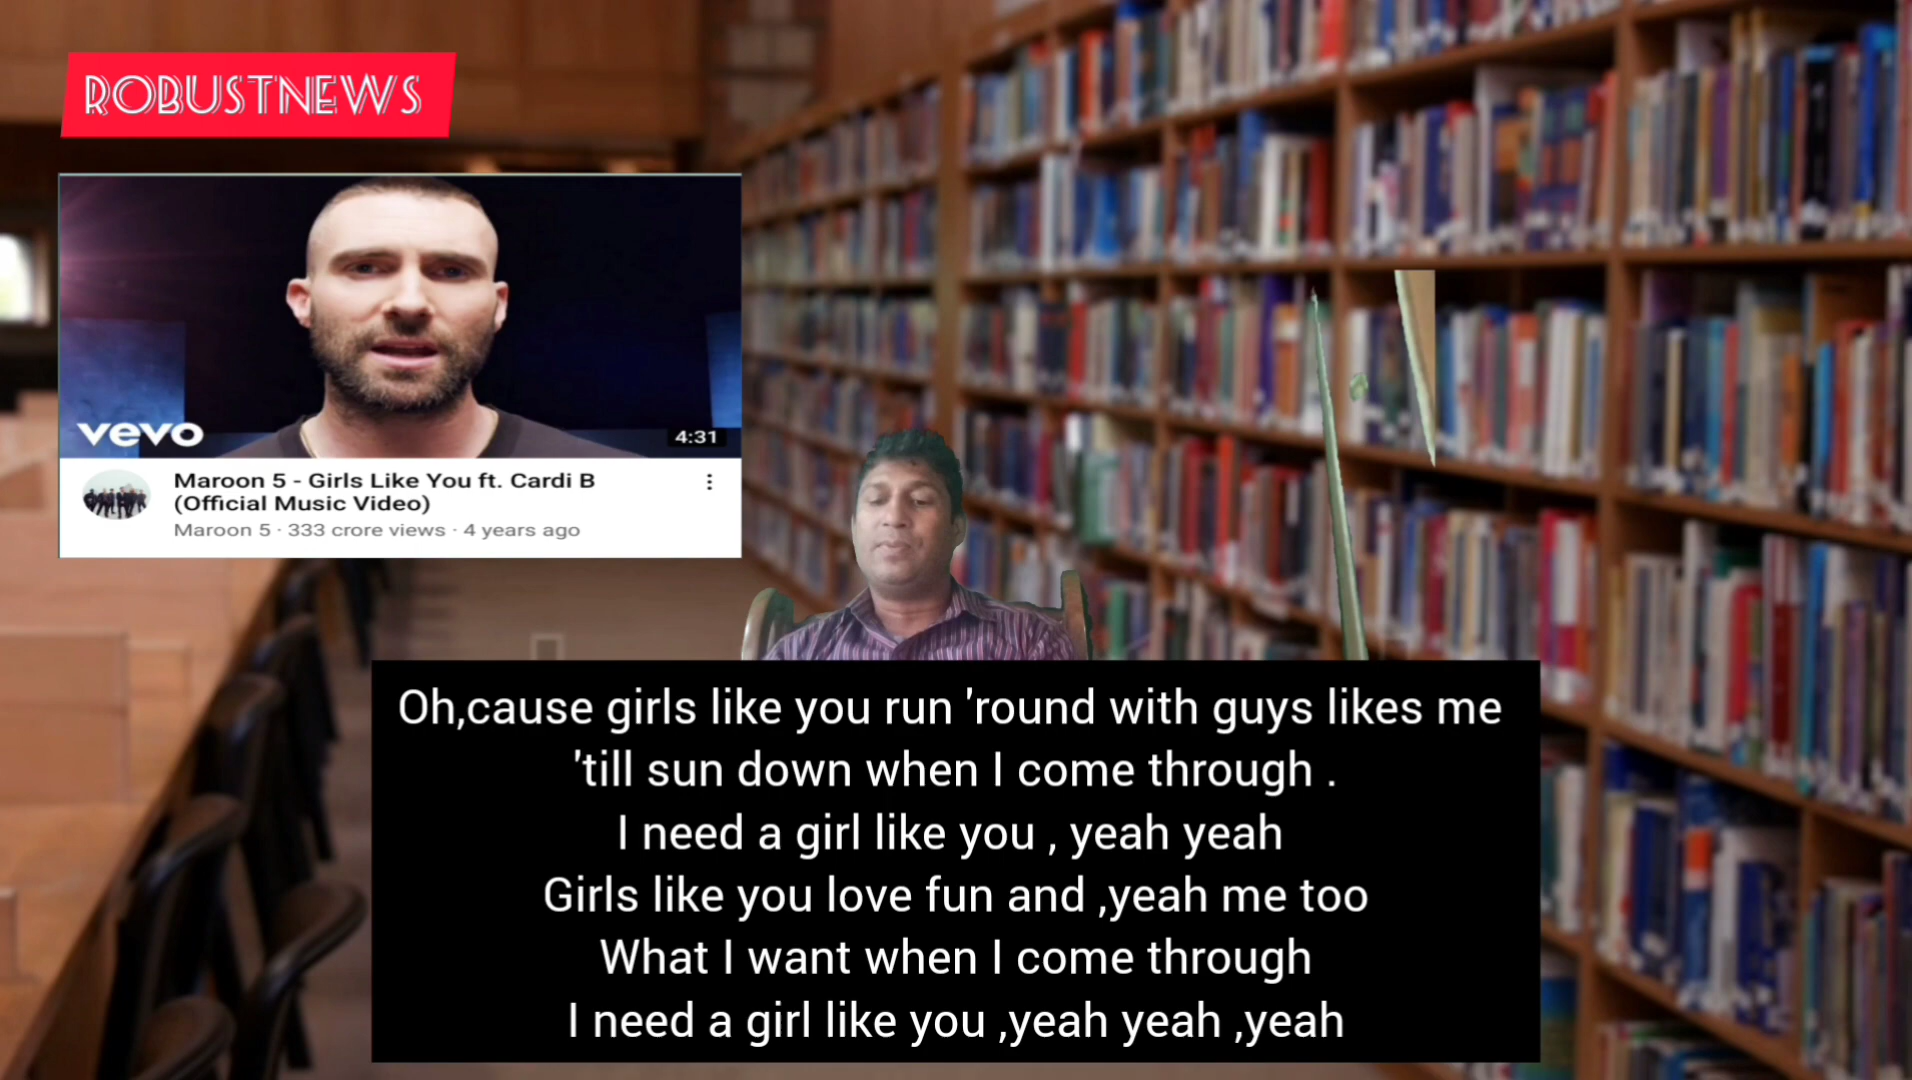 ROBUSTNEWS
vevo
4:31
Maroon 5 - Girls Like You ft. Cardi B
(Official Music Video)
Maroon 5 · 333 crore views · 4 years ago
Oh,cause girls like you run 'round with guys likes me
'till sun down when I come through .
I need a girl like you , yeah yeah
Girls like you love fun and ,yeah me too
What I want when I come through
I need a girl like you ,yeah yeah ,yeah